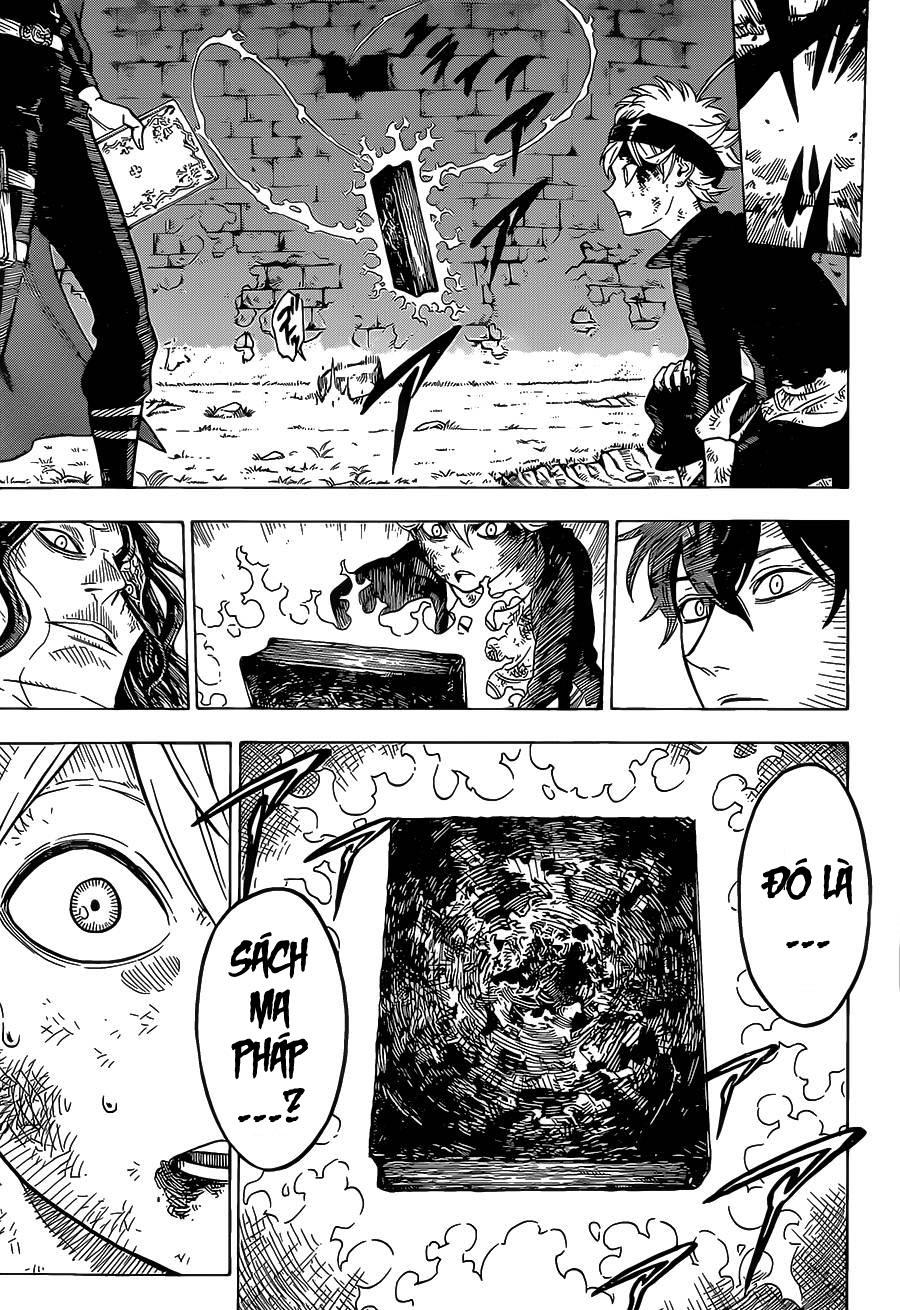 ĐÓ LÀ
---
SÁCH
MA
PHÁP
----?